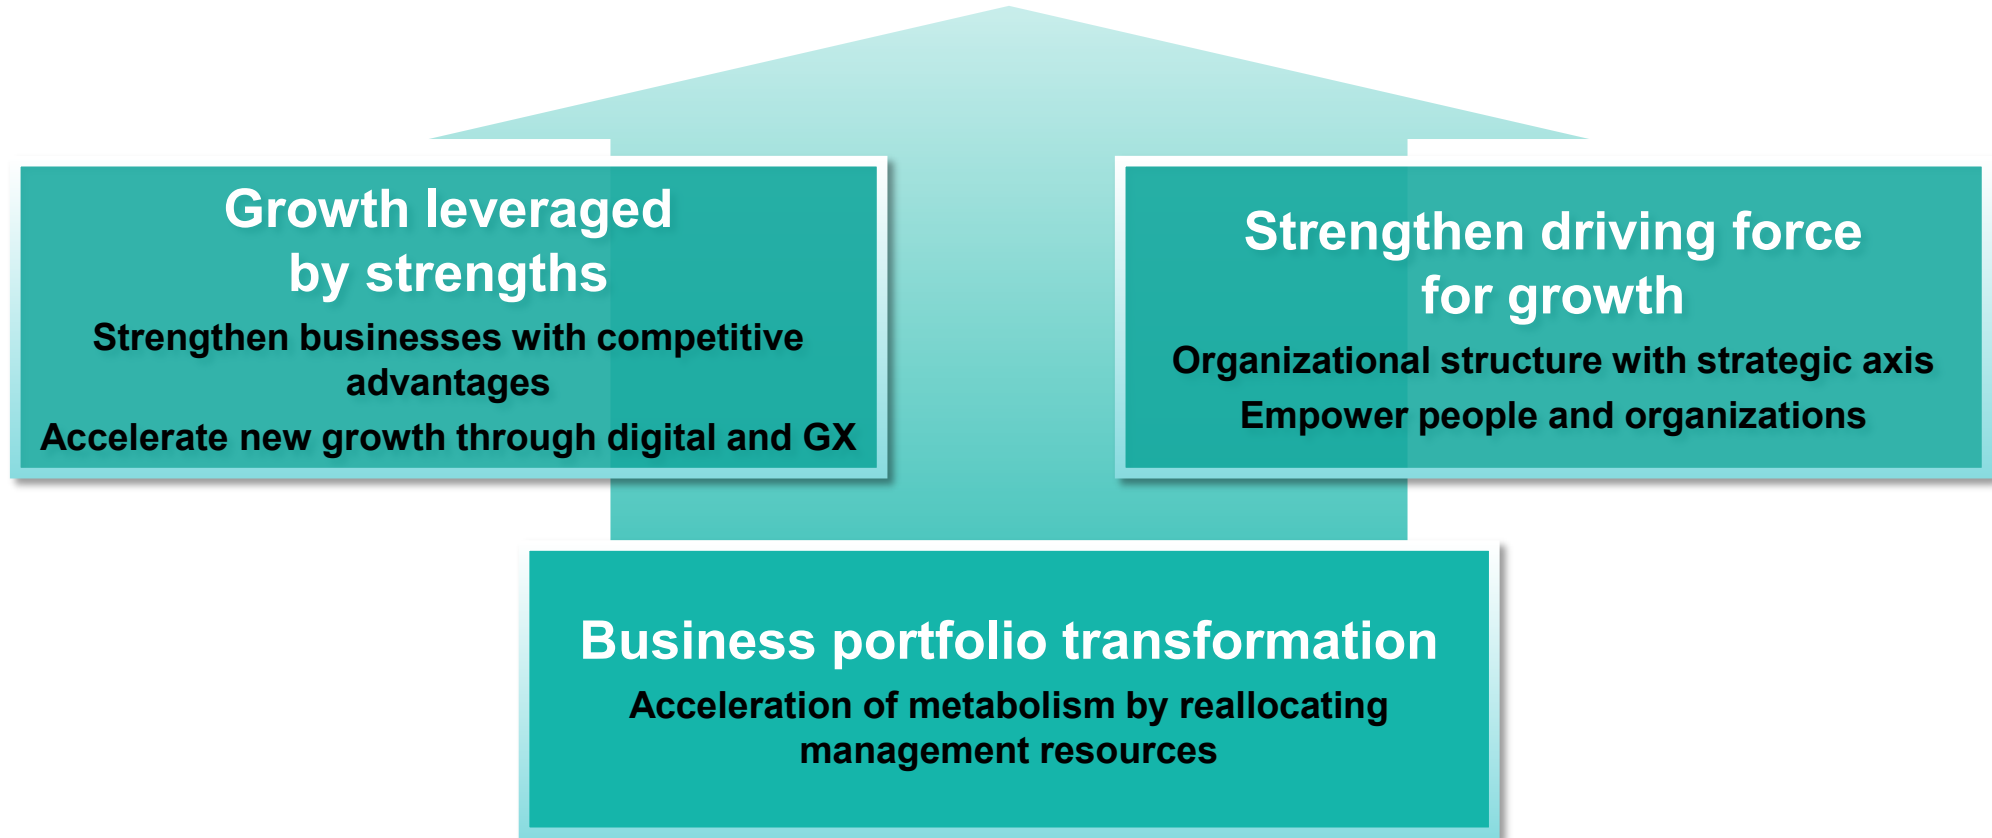 Growth leveraged
by strengths
Strengthen businesses with competitive
advantages
Accelerate new growth through digital and GX
Strengthen driving force
for growth
Organizational structure with strategic axis
Empower people and organizations
Business portfolio transformation
Acceleration of metabolism by reallocating
management resources